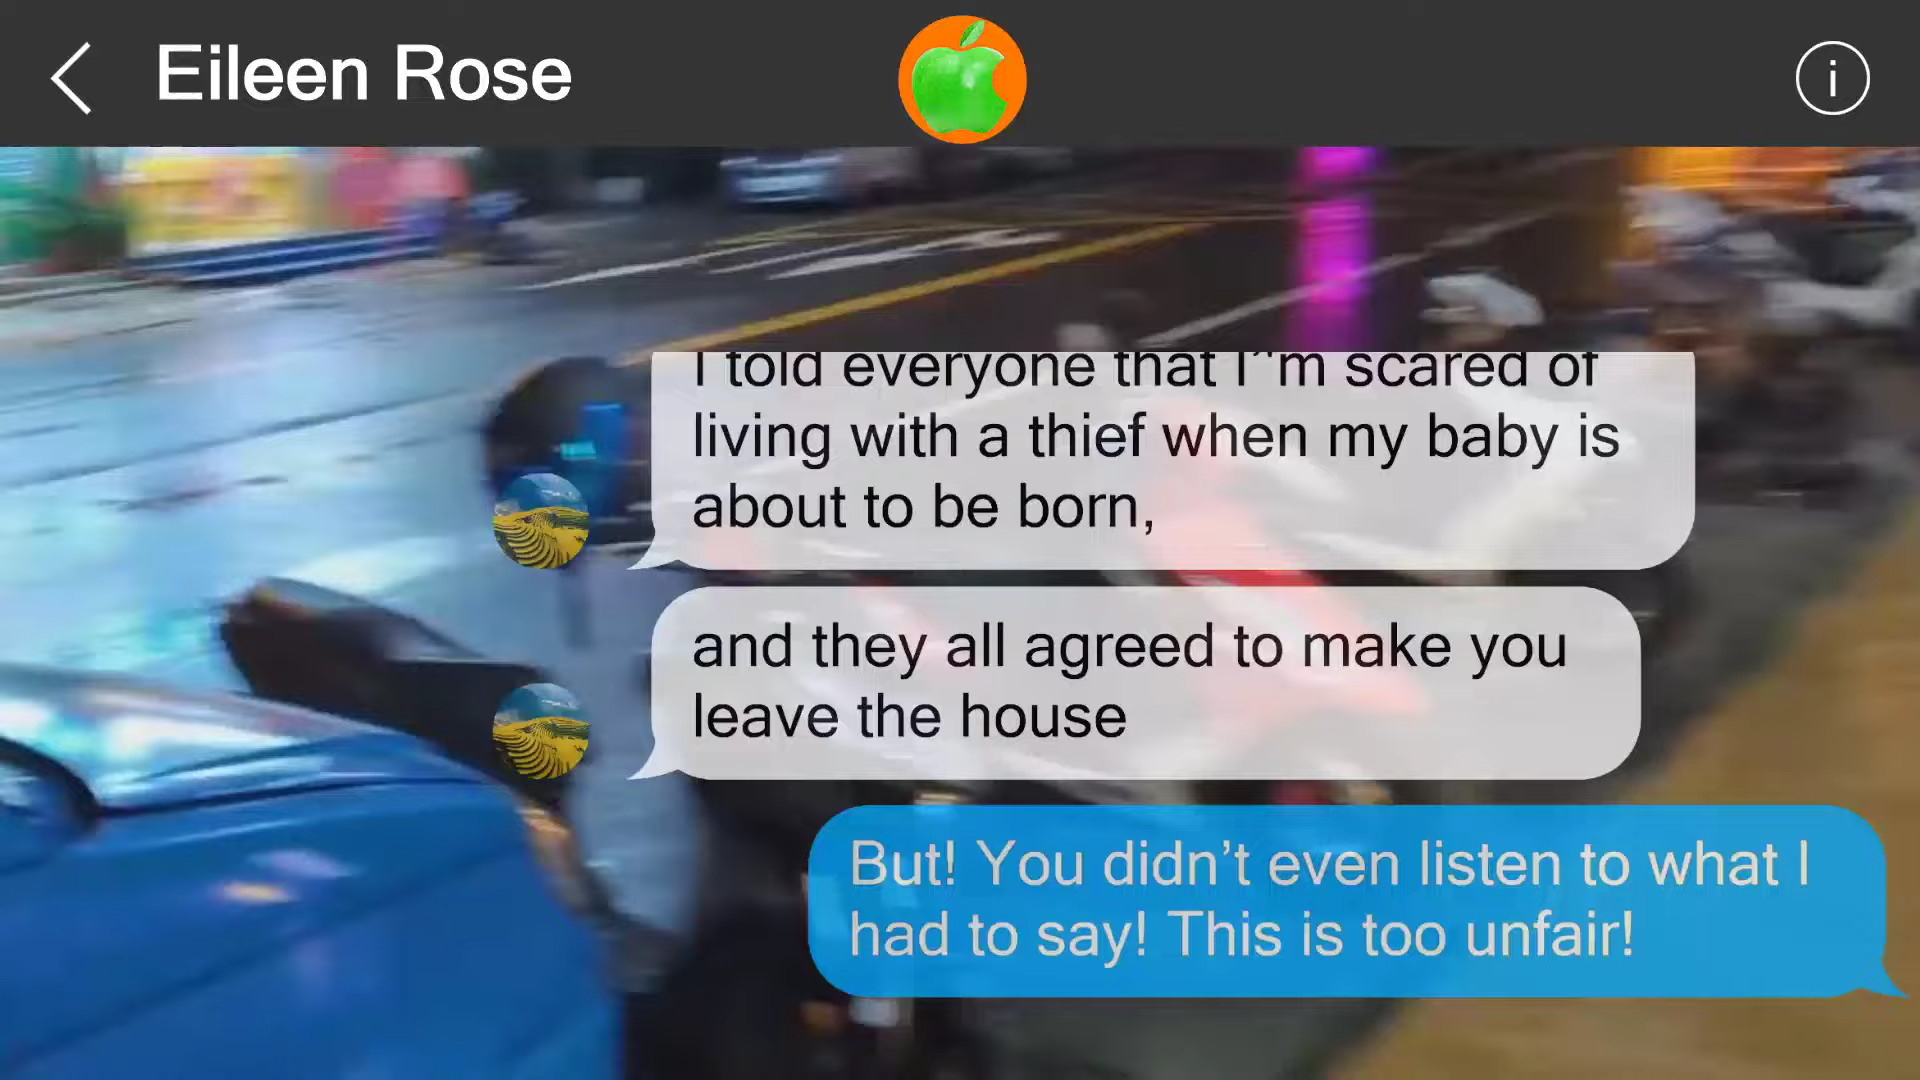 Eileen Rose
i
I told everyone that I"m scared of
living with a thief when my baby is
about to be born,
and they all agreed to make you
leave the house
But! You didn’t even listen to what I
had to say! This is too unfair!